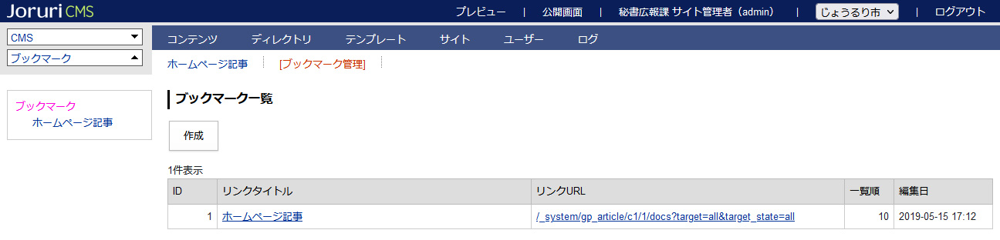 Joruri CMS
プレビュー | 公開画面 | 秘書広報課 サイト管理者（admin） | じょうるり市 | ログアウト
CMS
ブックマーク
コンテンツ ディレクトリ テンプレート サイト ユーザー ログ
ホームページ記事 [ブックマーク管理]
ブックマーク
ホームページ記事
ブックマーク一覧
作成
1件表示
ID リンクタイトル リンクURL 一覧順 編集日
1 ホームページ記事 /_system/gp_article/c1/1/docs?target=all&target_state=all 10 2019-05-15 17:12